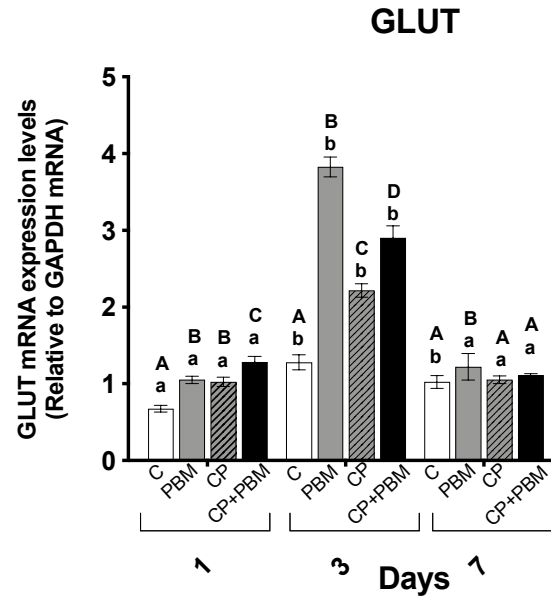 GLUT
GLUT mRNA expression levels
(Relative to GAPDH mRNA)
5
4
3
2
1
0
A
a
B
a
B
a
C
a
A
b
B
b
C
b
D
b
A
b
B
a
A
a
A
a
C
PBM
CP
CP+PBM
C
PBM
CP
CP+PBM
C
PBM
CP
CP+PBM
1
3
7
Days